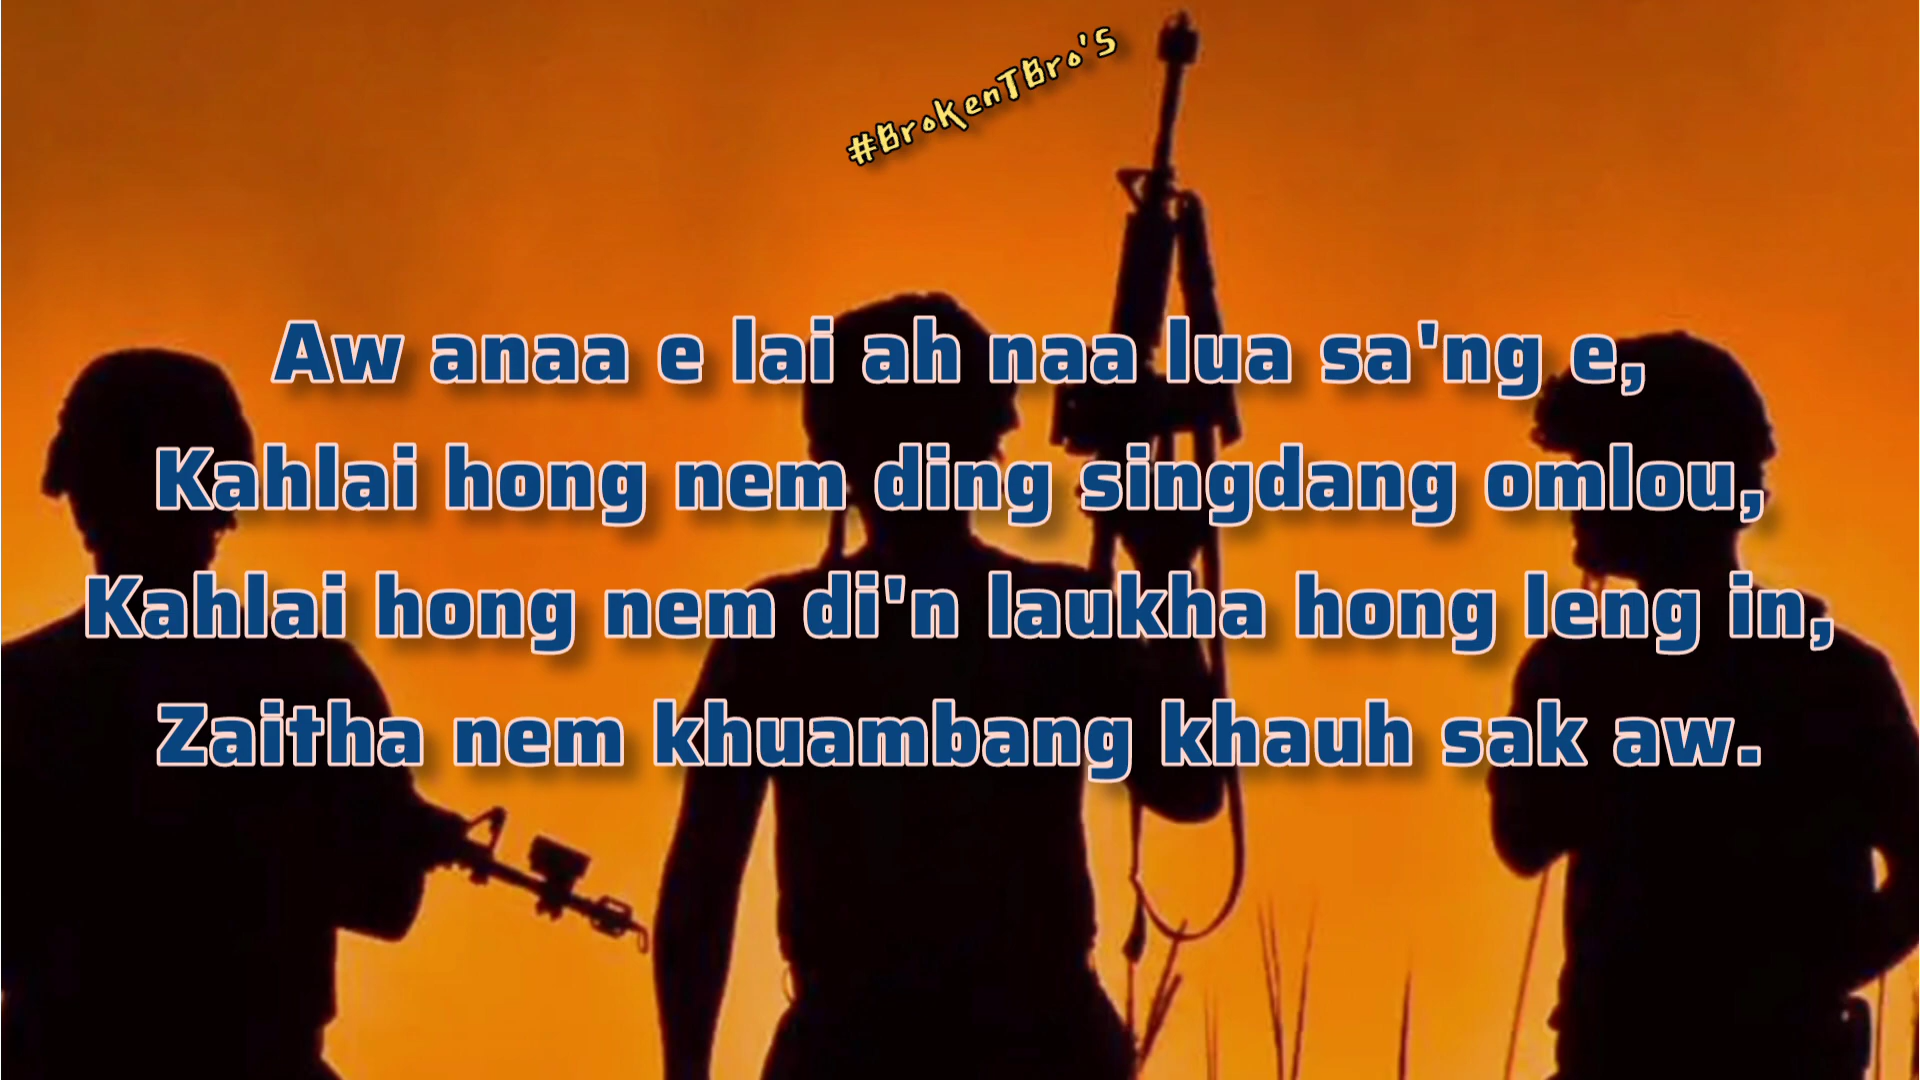 #BroKenTBro'S
Aw anaa e lai ah naa lua sa'ng e,
Kahlai hong nem ding singdang omlou,
Kahlai hong nem di'n laukha hong leng in,
Zaitha nem khuambang khauh sak aw.